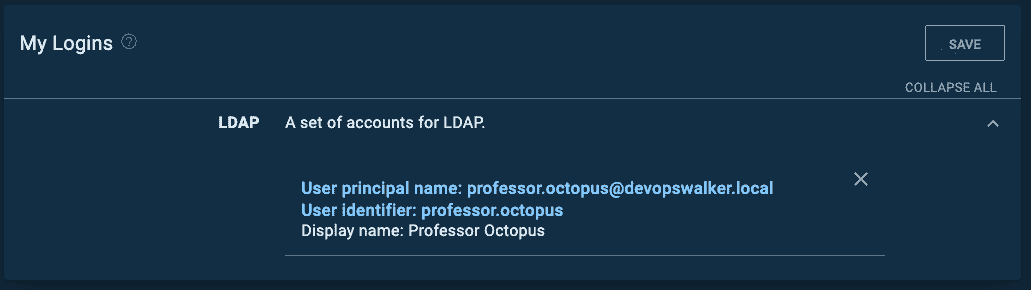 My Logins ?
SAVE
COLLAPSE ALL
LDAP A set of accounts for LDAP.
User principal name: professor.octopus@devopswalker.local
User identifier: professor.octopus
Display name: Professor Octopus